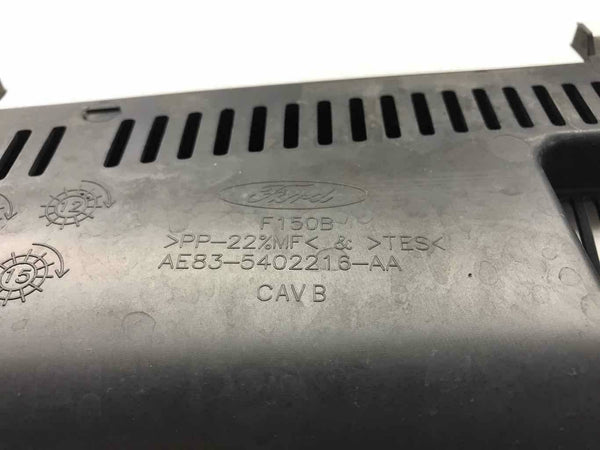 Ford
F150B
>PP-22%MF< & >TES<
AE83-5402216-AA
CAV B
12
15